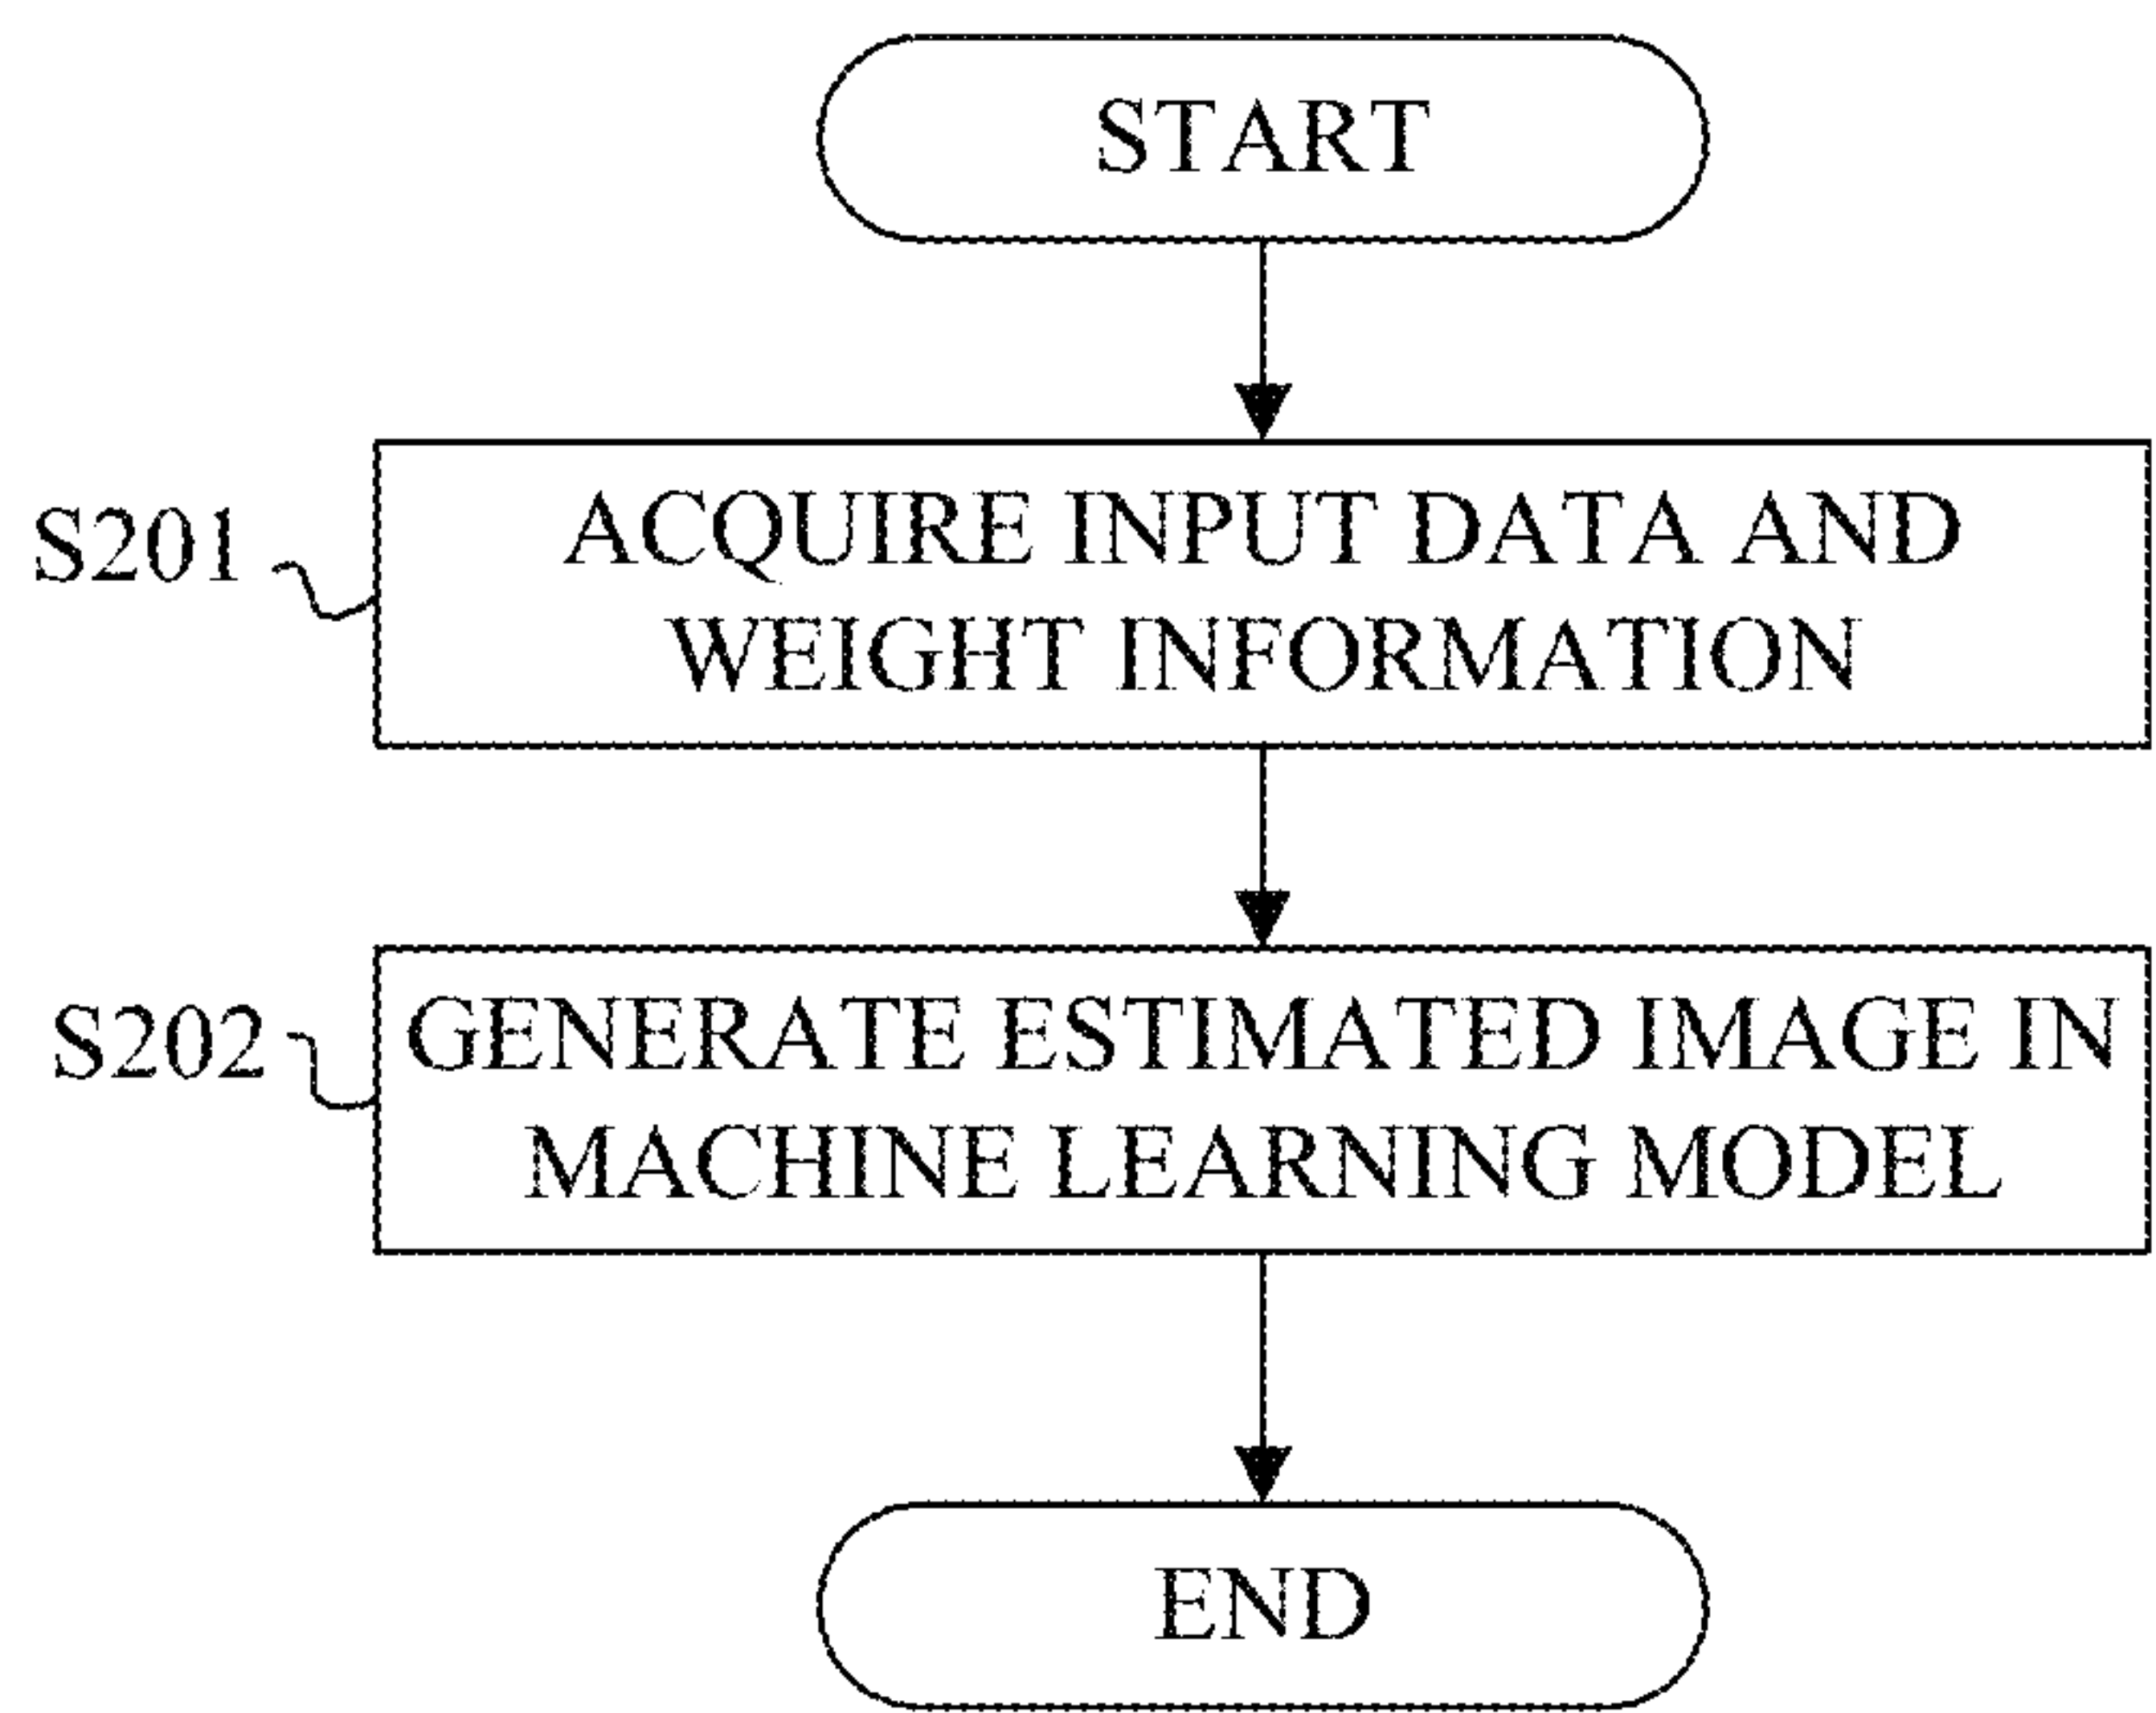 START
S201
ACQUIRE INPUT DATA AND
WEIGHT INFORMATION
S202
GENERATE ESTIMATED IMAGE IN
MACHINE LEARNING MODEL
END